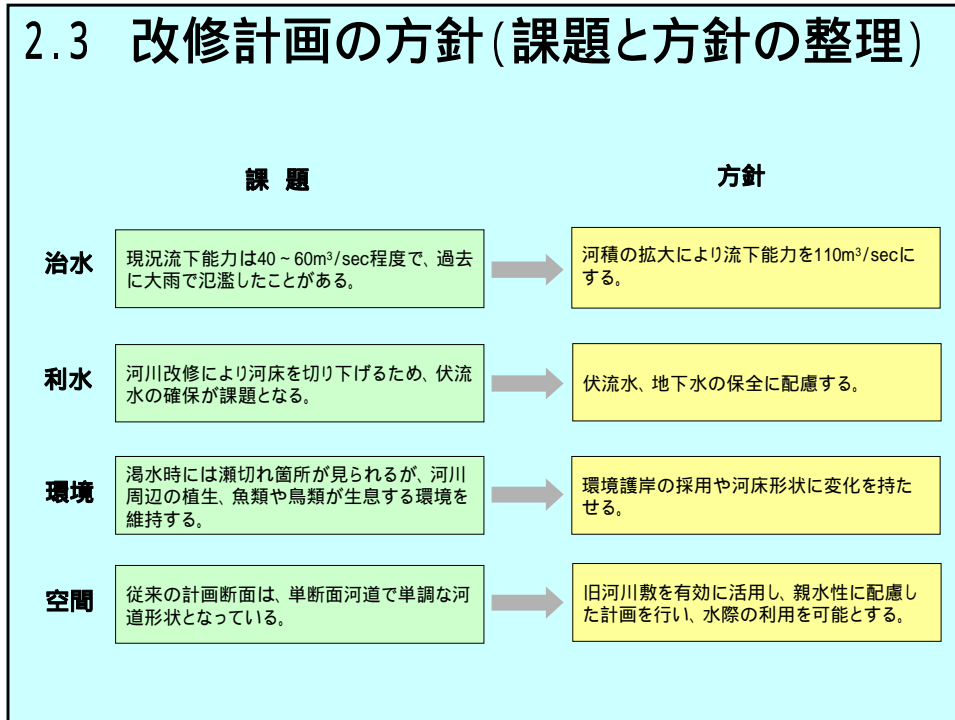 2.3 改修計画の方針(課題と方針の整理)
課 題
方針
治水
現況流下能力は40~60m³/sec程度で、過去
に大雨で氾濫したことがある。
河積の拡大により流下能力を110m³/secに
する。
利水
河川改修により河床を切り下げるため、伏流
水の確保が課題となる。
伏流水、地下水の保全に配慮する。
環境
渇水時には瀬切れ箇所が見られるが、河川
周辺の植生、魚類や鳥類が生息する環境を
維持する。
環境護岸の採用や河床形状に変化を持た
せる。
空間
従来の計画断面は、単断面河道で単調な河
道形状となっている。
旧河川敷を有効に活用し、親水性に配慮し
た計画を行い、水際の利用を可能とする。